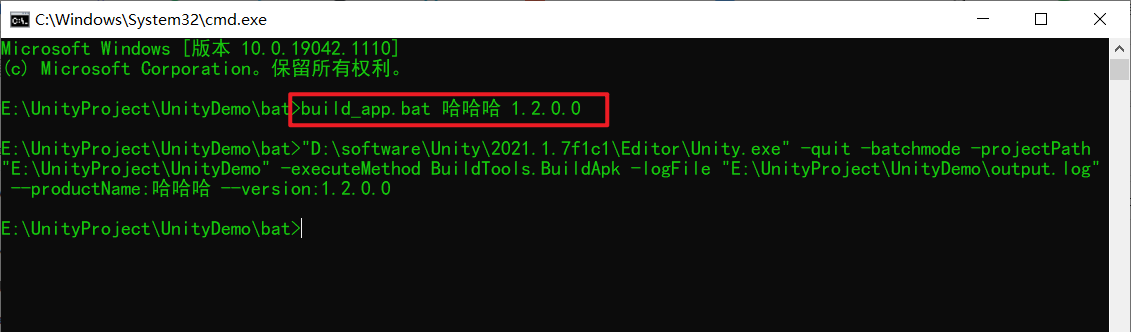 C:\Windows\System32\cmd.exe
Microsoft Windows [版本 10.0.19042.1110]
(c) Microsoft Corporation。保留所有权利。
E:\UnityProject\UnityDemo\bat>build_app.bat 哈哈哈 1.2.0.0
E:\UnityProject\UnityDemo\bat>"D:\software\Unity\2021.1.7f1c1\Editor\Unity.exe" -quit -batchmode -projectPath
"E:\UnityProject\UnityDemo" -executeMethod BuildTools.BuildApk -logFile "E:\UnityProject\UnityDemo\output.log"
--productName:哈哈哈 --version:1.2.0.0
E:\UnityProject\UnityDemo\bat>